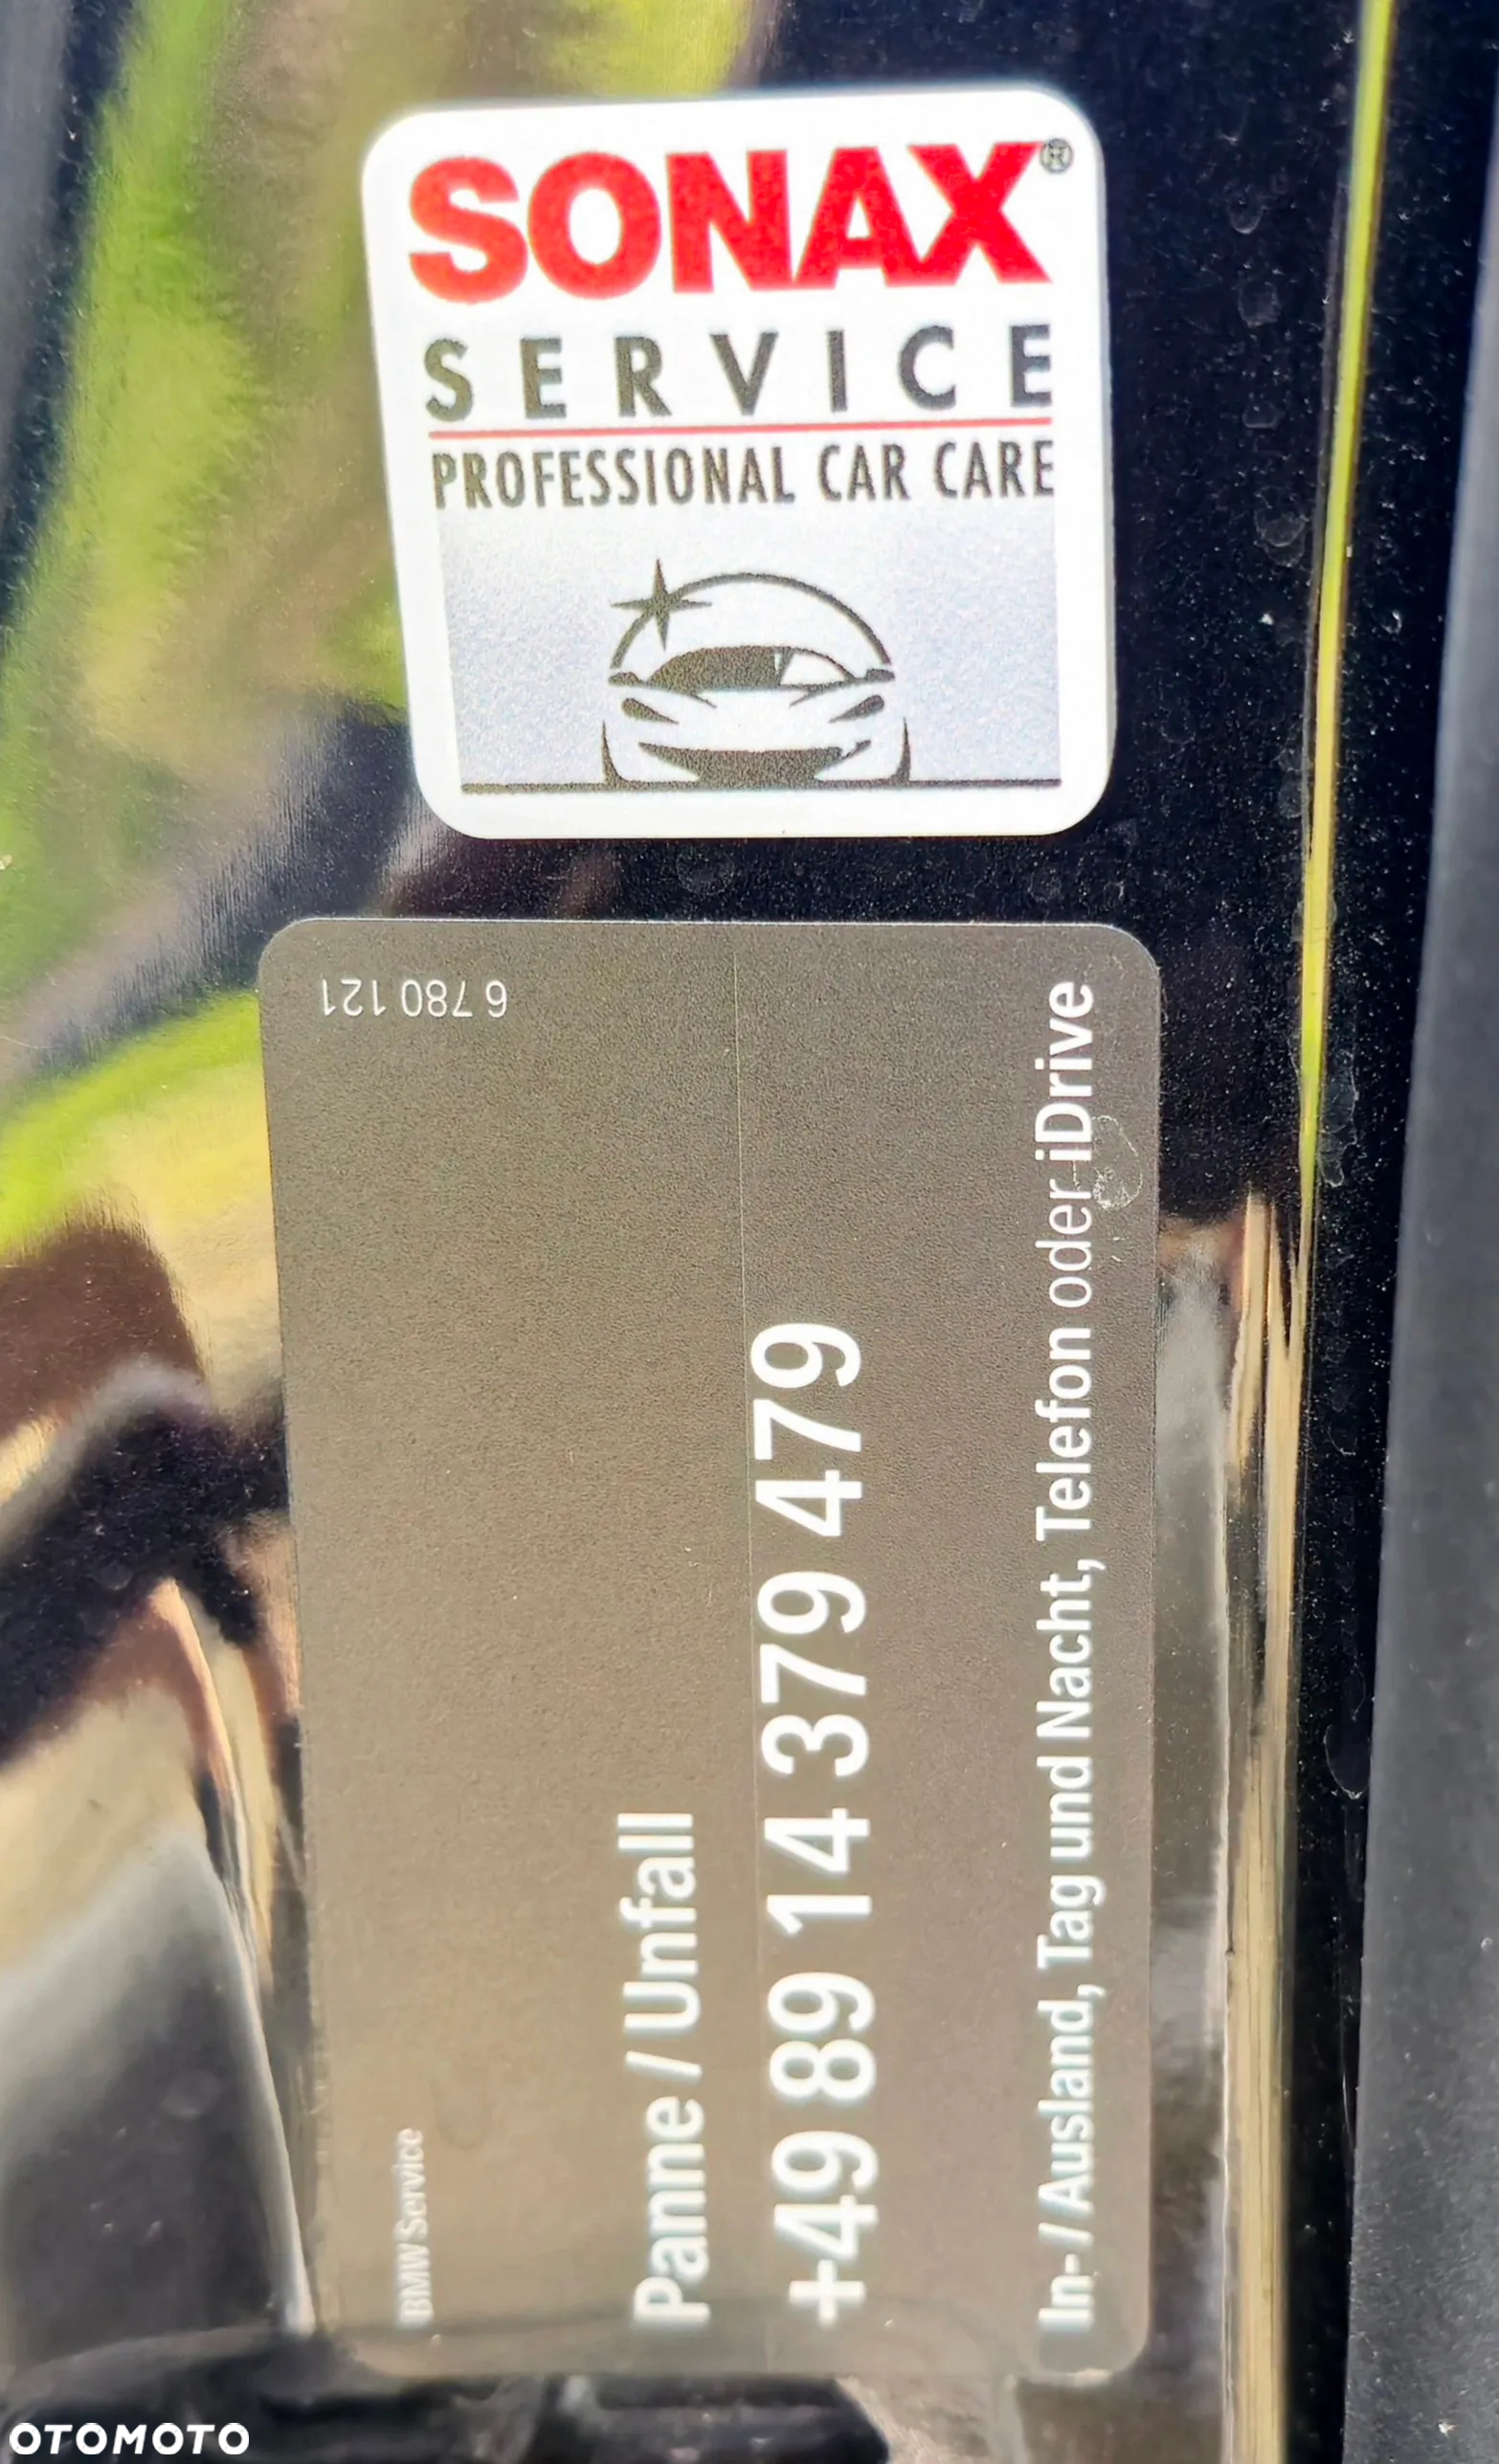 SONAX®
SERVICE
PROFESSIONAL CAR CARE
6 780 121
BMW Service
Panne / Unfall
+49 89 14 379 479
In- / Ausland, Tag und Nacht, Telefon oder iDrive
OTOMOTO